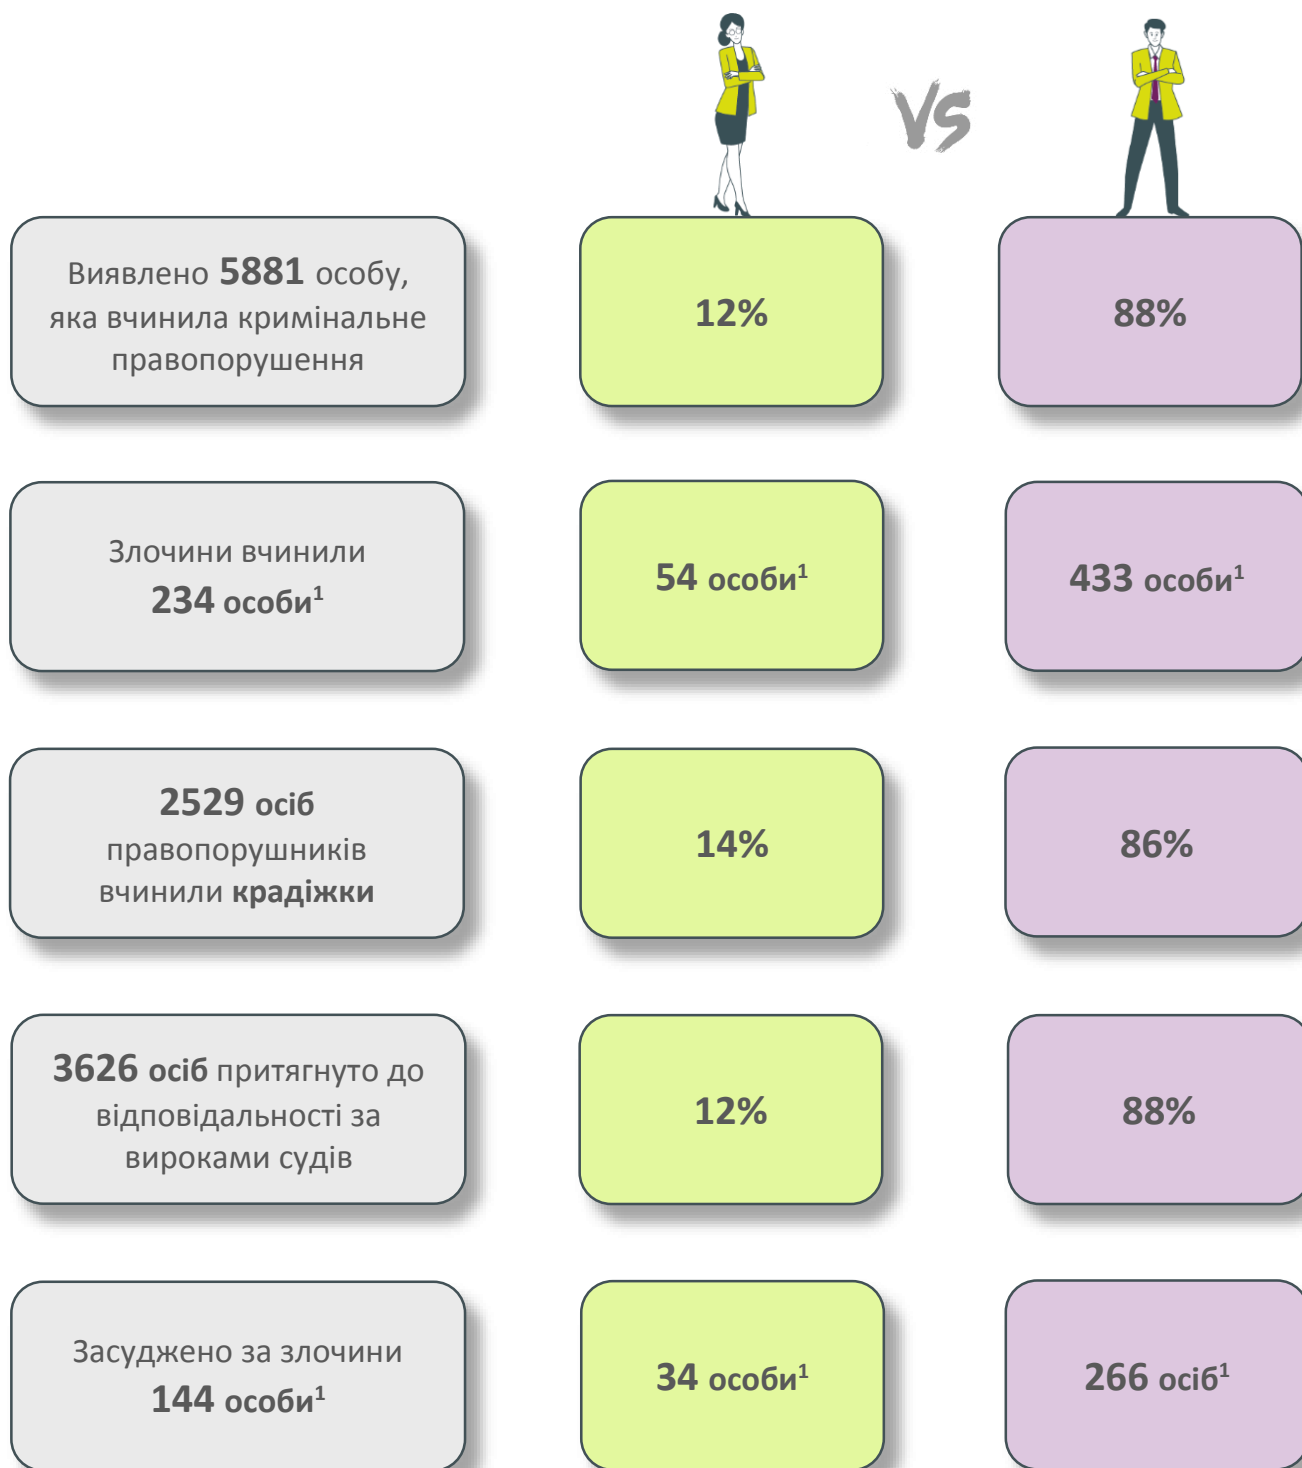 VS
Виявлено 5881 особу,
яка вчинила кримінальне
правопорушення
12%
88%
Злочини вчинили
234 особи¹
54 особи¹
433 особи¹
2529 осіб
правопорушників
вчинили крадіжки
14%
86%
3626 осіб притягнуто до
відповідальності за
вироками судів
12%
88%
Засуджено за злочини
144 особи¹
34 особи¹
266 осіб¹